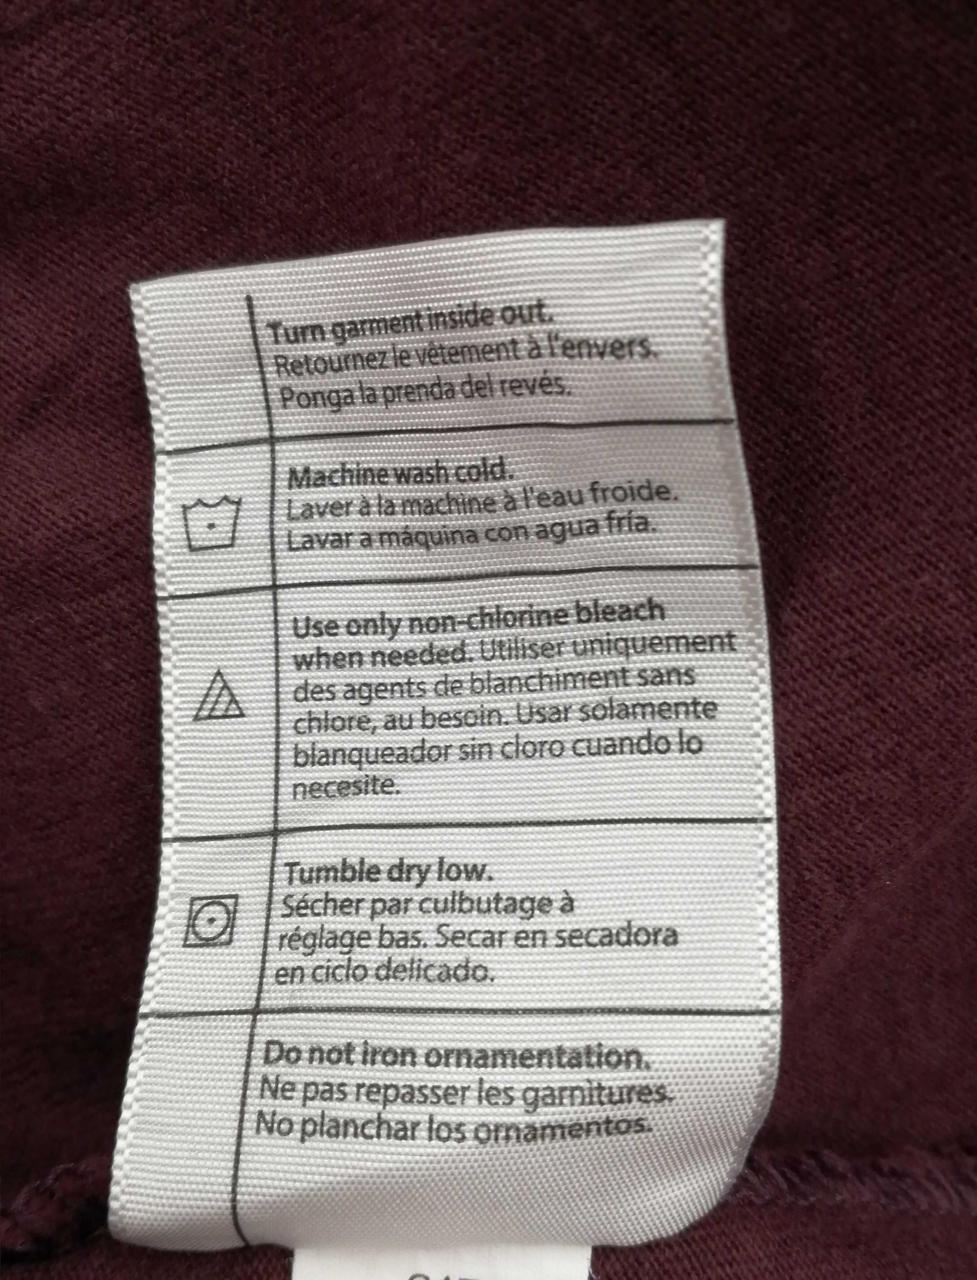 Turn garment inside out.
Retournez le vêtement à l'envers.
Ponga la prenda del revés.
Machine wash cold.
Laver à la machine à l'eau froide.
Lavar a máquina con agua fría.
Use only non-chlorine bleach
when needed. Utiliser uniquement
des agents de blanchiment sans
chlore, au besoin. Usar solamente
blanqueador sin cloro cuando lo
necesite.
Tumble dry low.
Sécher par culbutage à
réglage bas. Secar en secadora
en ciclo delicado.
Do not iron ornamentation.
Ne pas repasser les garnitures.
No planchar los ornamentos.